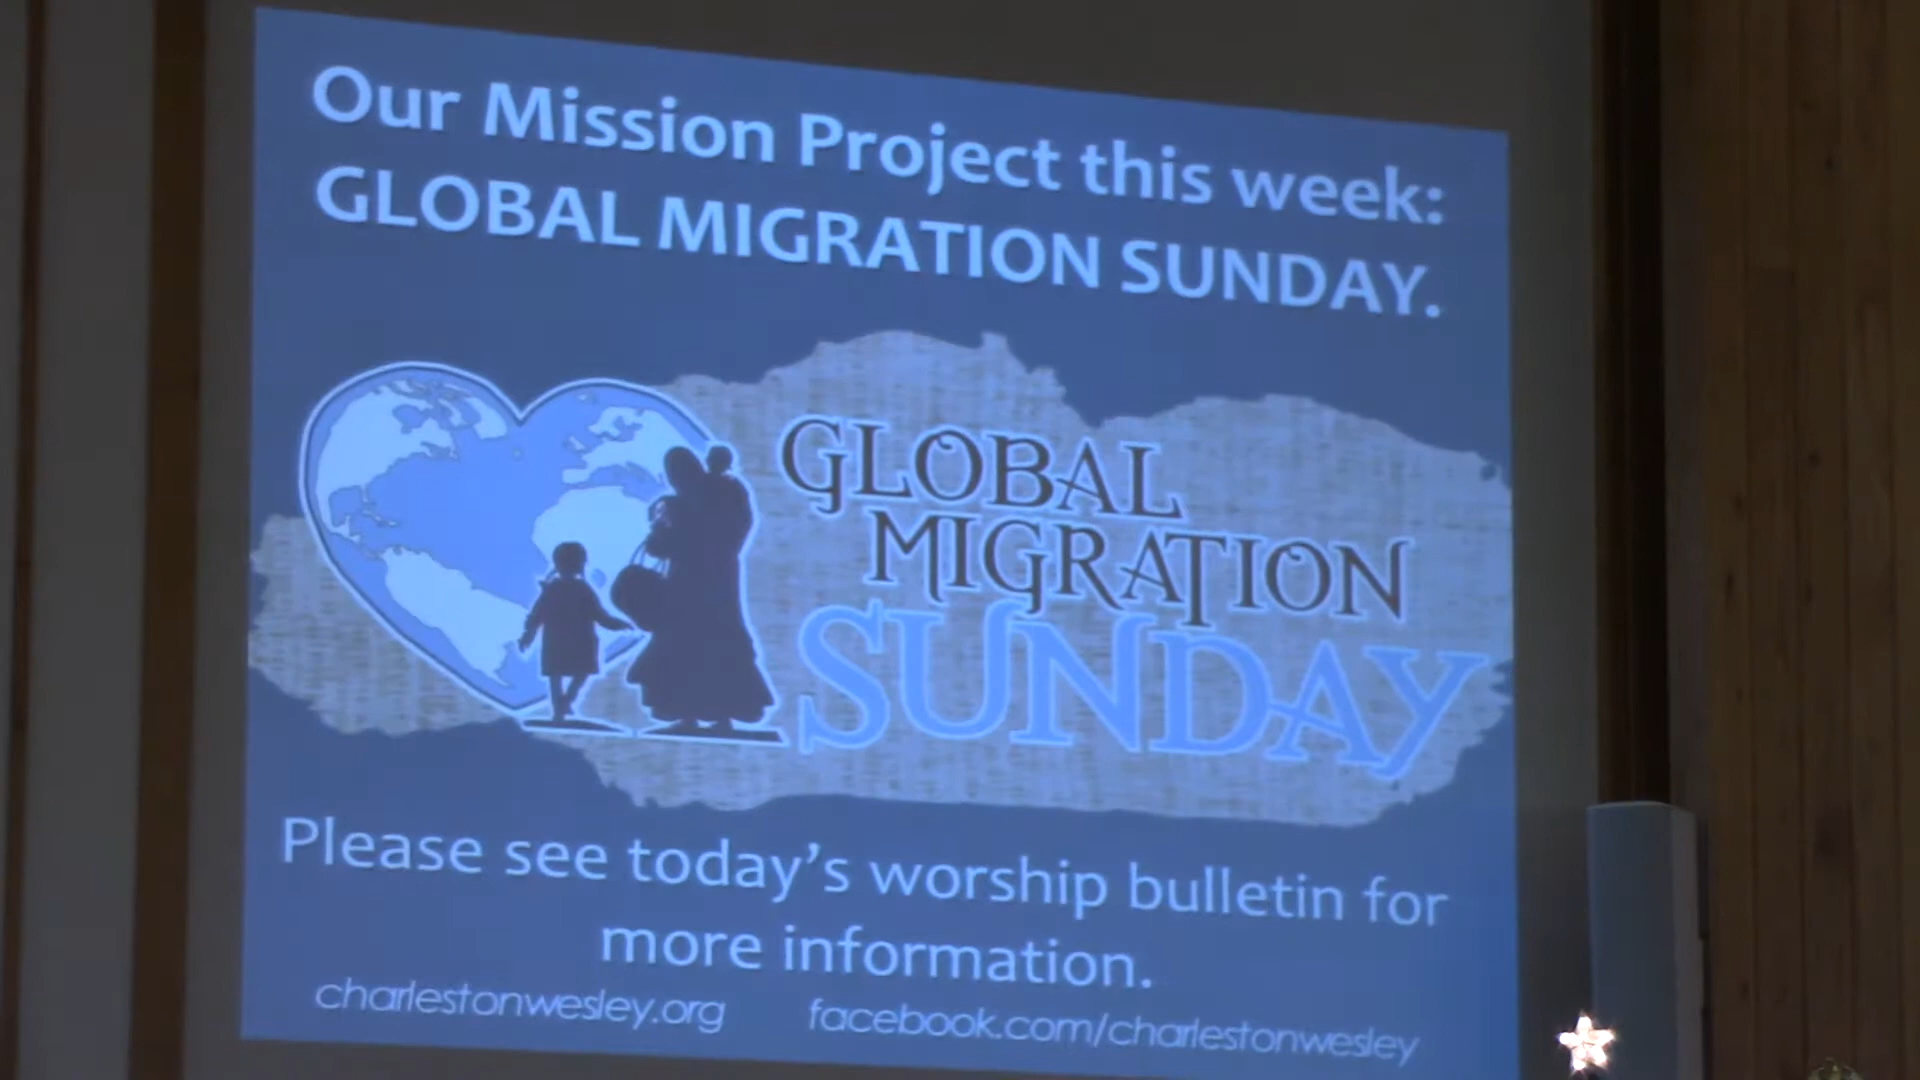 Our Mission Project this week:
GLOBAL MIGRATION SUNDAY.
GLOBAL
MIGRATION
SUNDAY
Please see today's worship bulletin for
more information.
charlestonwesley.org facebook.com/charlestonwesley